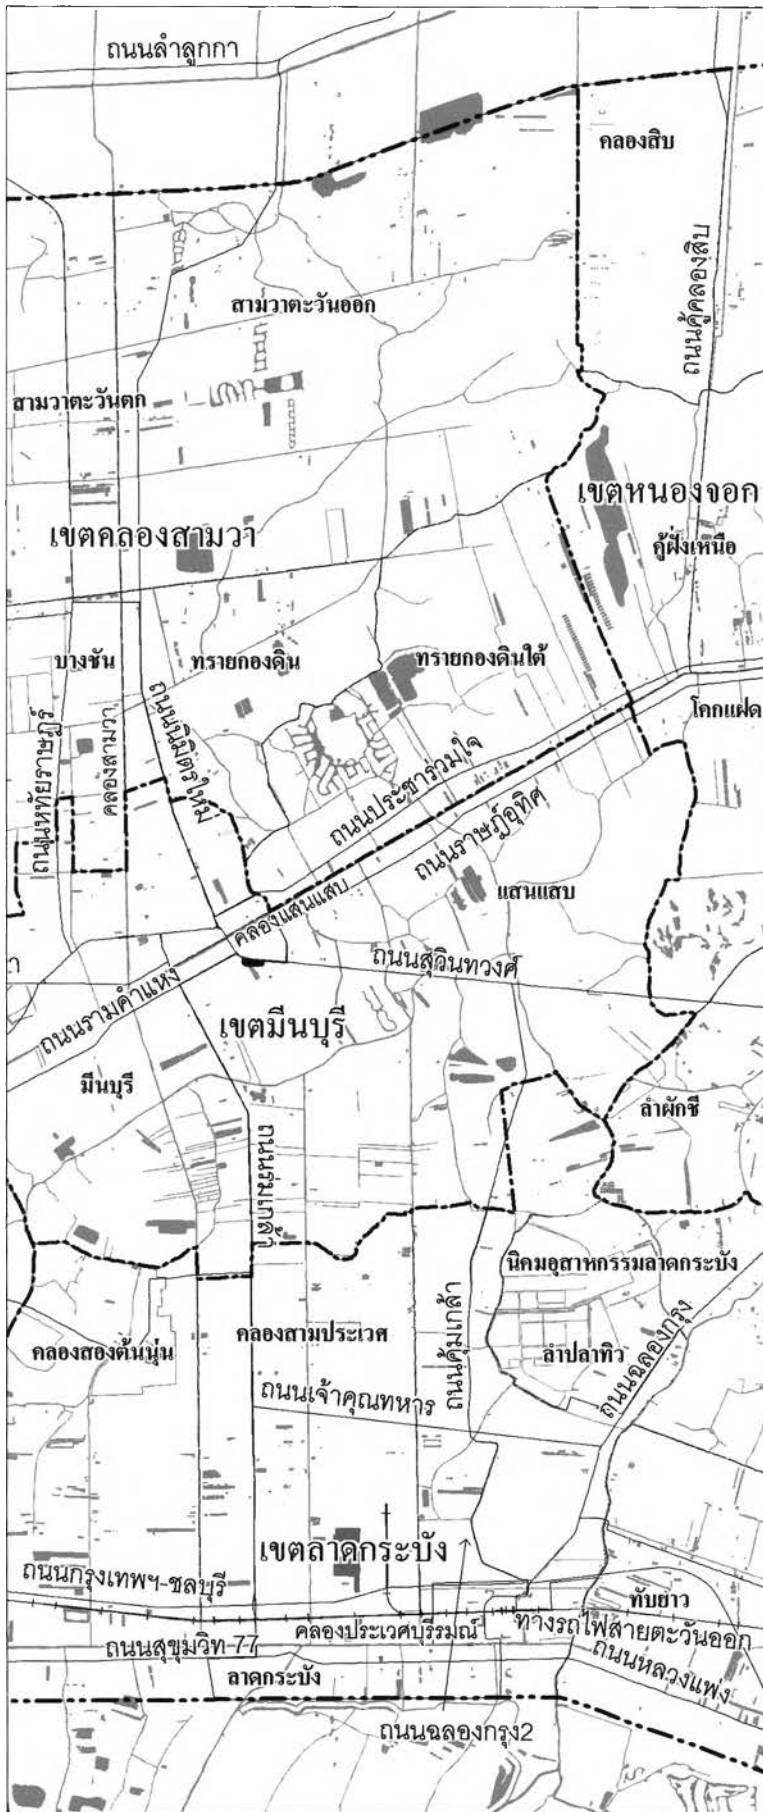 ถนนลำลูกกา
คลองสิบ
ถนนคู้คลองสิบ
สามวาตะวันออก
สามวาตะวันตก
เขตหนองจอก
เขตคลองสามวา
คู้ฝั่งเหนือ
บางชัน
ทรายกองดิน
ทรายกองดินใต้
โคกแฝด
ถนนหทัยราษฎร์
คลองสามวา
ถนนนิมิตรใหม่
ถนนประชาร่วมใจ
ถนนราษฎร์อุทิศ
แสนแสบ
คลองแสนแสบ
ถนนสุวินทวงศ์
ถนนรามคำแหง
เขตมีนบุรี
มีนบุรี
ลำผักชี
ถนนร่มเกล้า
นิคมอุสาหกรรมลาดกระบัง
คลองสามประเวศ
คลองสองต้นนุ่น
ถนนคุ้มเกล้า
ลำปลาทิว
ถนนฉลองกรุง
ถนนเจ้าคุณทหาร
เขตลาดกระบัง
ถนนกรุงเทพฯ-ชลบุรี
ทับยาว
คลองประเวศบุรีรมณ์
ทางรถไฟสายตะวันออก
ถนนสุขุมวิท 77
ถนนหลวงแพ่ง
ลาดกระบัง
ถนนฉลองกรุง2